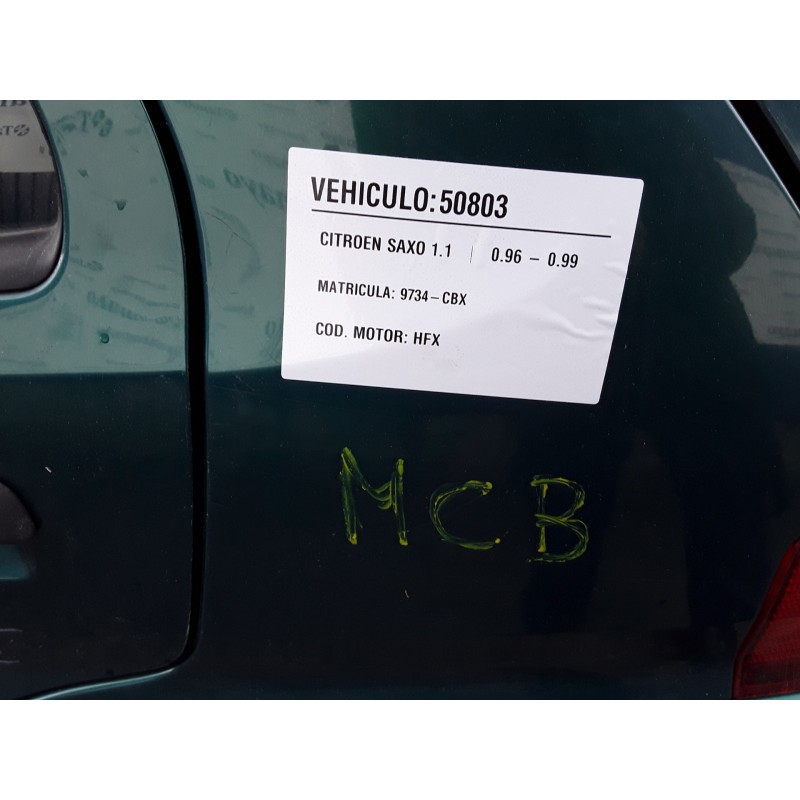 VEHICULO: 50803
CITROEN SAXO 1.1 | 0.96 – 0.99
MATRICULA: 9734-CBX
COD. MOTOR: HFX
MCB